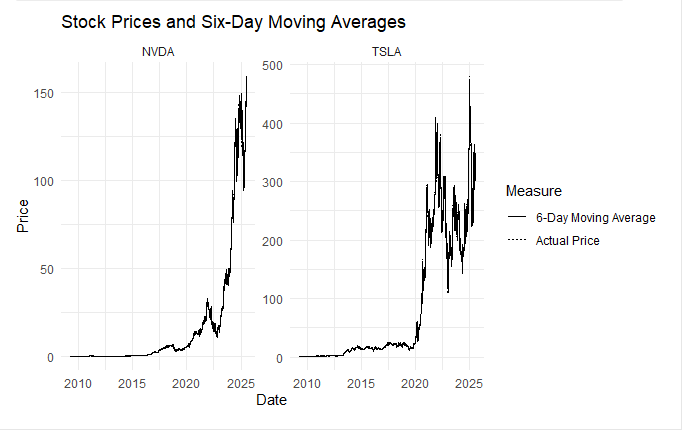 Stock Prices and Six-Day Moving Averages
NVDA
TSLA
Price
150
100
50
0
500
400
300
200
100
0
2010
2015
2020
2025
2010
2015
2020
2025
Date
Measure
6-Day Moving Average
Actual Price